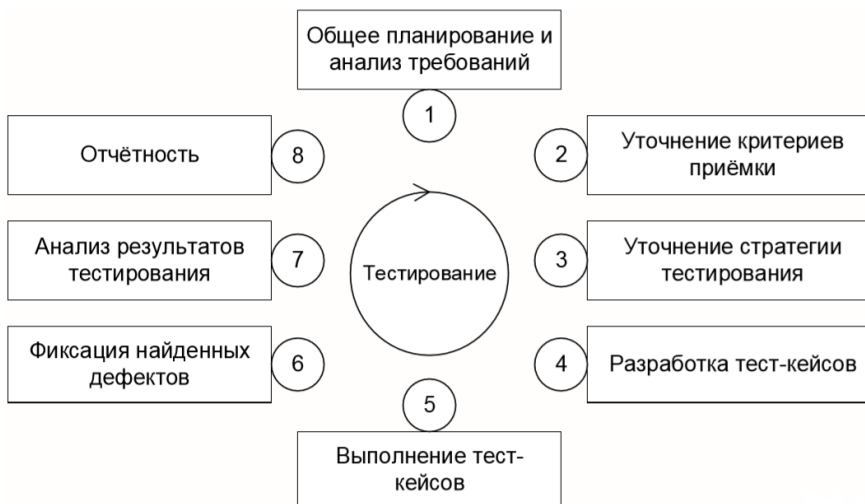 Общее планирование и
анализ требований
1
2
Уточнение критериев
приёмки
3
Уточнение стратегии
тестирования
4
Разработка тест-кейсов
5
Выполнение тест-
кейсов
6
Фиксация найденных
дефектов
7
Анализ результатов
тестирования
8
Отчётность
Тестирование